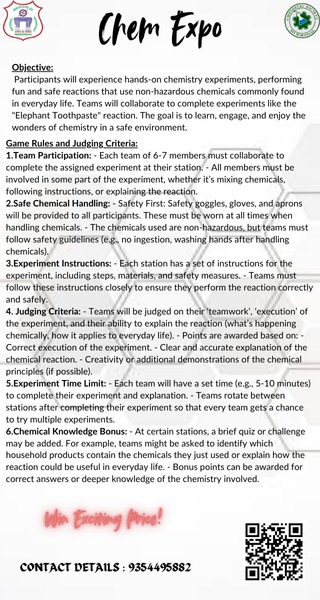 Chem Expo
Objective:
Participants will experience hands-on chemistry experiments, performing
fun and safe reactions that use non-hazardous chemicals commonly found
in everyday life. Teams will collaborate to complete experiments like the
"Elephant Toothpaste" reaction. The goal is to learn, engage, and enjoy the
wonders of chemistry in a safe environment.
Game Rules and Judging Criteria:
1.Team Participation: - Each team of 6-7 members must collaborate to
complete the assigned experiment at their station. - All members must be
involved in some part of the experiment, whether it's mixing chemicals,
following instructions, or explaining the reaction.
2.Safe Chemical Handling: - Safety First: Safety goggles, gloves, and aprons
will be provided to all participants. These must be worn at all times when
handling chemicals. - The chemicals used are non-hazardous, but teams must
follow safety guidelines (e.g., no ingestion, washing hands after handling
chemicals).
3.Experiment Instructions: - Each station has a set of instructions for the
experiment, including steps, materials, and safety measures. - Teams must
follow these instructions closely to ensure they perform the reaction correctly
and safely.
4. Judging Criteria: - Teams will be judged on their 'teamwork', 'execution' of
the experiment, and their ability to explain the reaction (what's happening
chemically, how it applies to everyday life). - Points are awarded based on: -
Correct execution of the experiment. - Clear and accurate explanation of the
chemical reaction. - Creativity or additional demonstrations of the chemical
principles (if possible).
5.Experiment Time Limit: - Each team will have a set time (e.g., 5-10 minutes)
to complete their experiment and explanation. - Teams rotate between
stations after completing their experiment so that every team gets a chance
to try multiple experiments.
6.Chemical Knowledge Bonus: - At certain stations, a brief quiz or challenge
may be added. For example, teams might be asked to identify which
household products contain the chemicals they just used or explain how the
reaction could be useful in everyday life. - Bonus points can be awarded for
correct answers or deeper knowledge of the chemistry involved.
Win Exciting Price!
CONTACT DETAILS : 9354495882